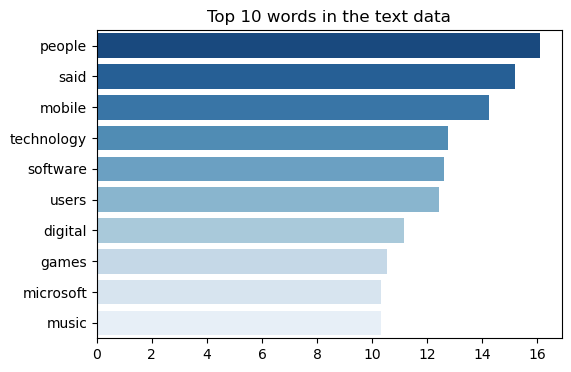 Top 10 words in the text data
people
said
mobile
technology
software
users
digital
games
microsoft
music
0 2 4 6 8 10 12 14 16